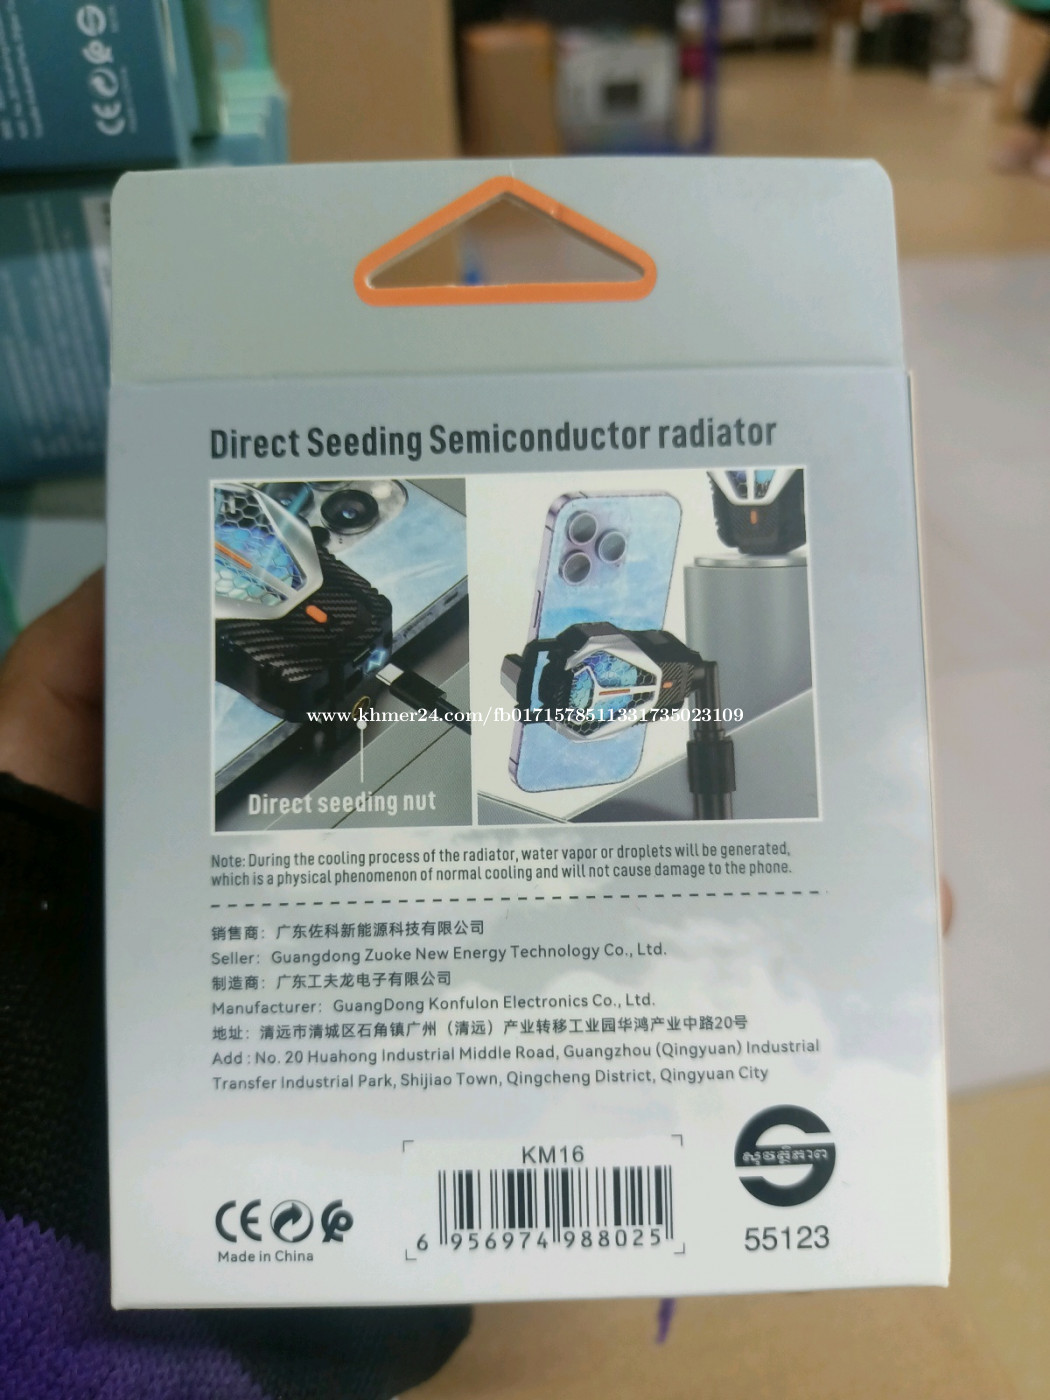 Direct Seeding Semiconductor radiator
www.khmer24.com/fb0171578511331735023109
Direct seeding nut
Note: During the cooling process of the radiator, water vapor or droplets will be generated,
which is a physical phenomenon of normal cooling and will not cause damage to the phone.
销售商：广东佐科新能源科技有限公司
Seller: Guangdong Zuoke New Energy Technology Co., Ltd.
制造商：广东工夫龙电子有限公司
Manufacturer: GuangDong Konfulon Electronics Co., Ltd.
地址：清远市清城区石角镇广州（清远）产业转移工业园华鸿产业中路20号
Add : No. 20 Huahong Industrial Middle Road, Guangzhou (Qingyuan) Industrial
Transfer Industrial Park, Shijiao Town, Qingcheng District, Qingyuan City
KM16
6 956974 988025
CE
Made in China
S
សុវត្ថិភាព
55123